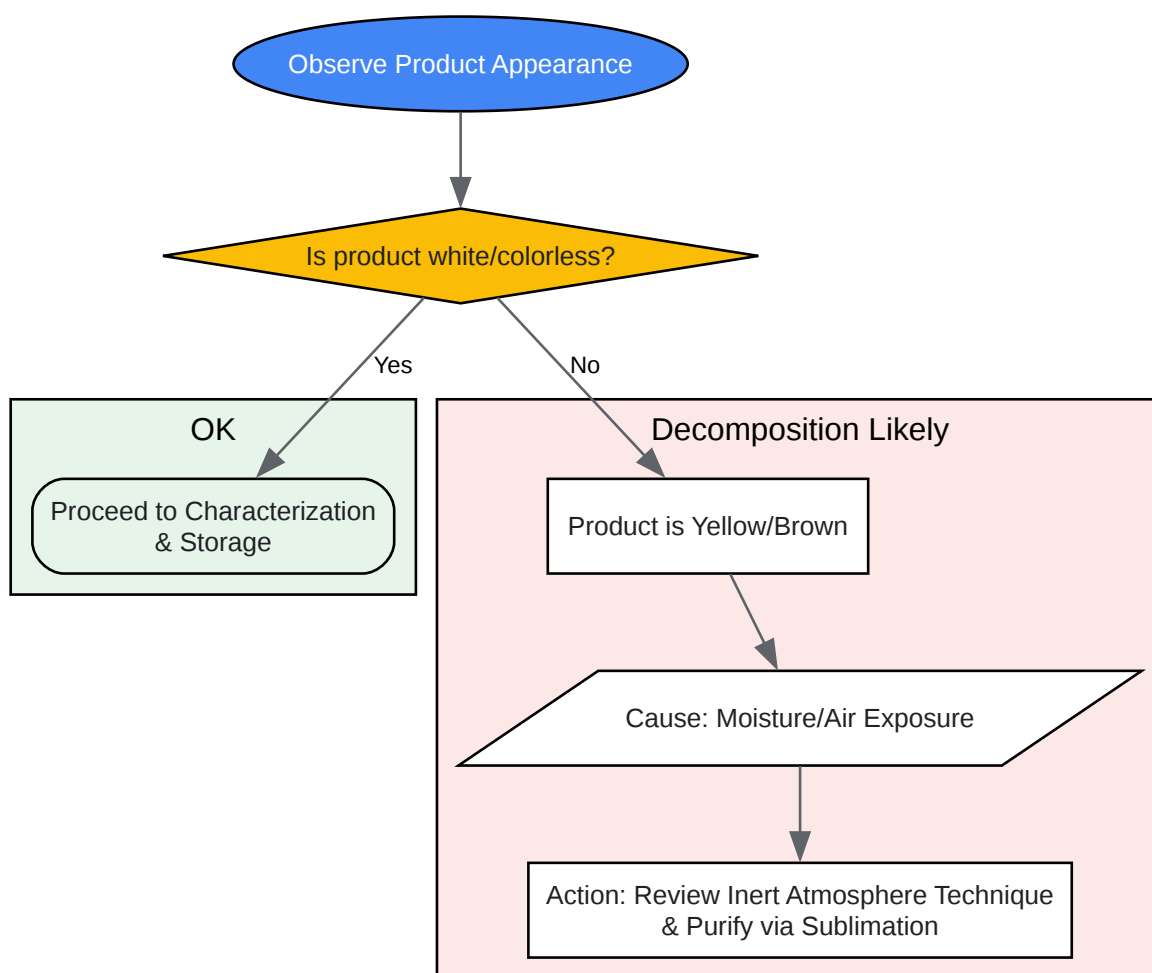 Observe Product Appearance
Is product white/colorless?
Yes
No
OK
Proceed to Characterization
& Storage
Decomposition Likely
Product is Yellow/Brown
Cause: Moisture/Air Exposure
Action: Review Inert Atmosphere Technique
& Purify via Sublimation